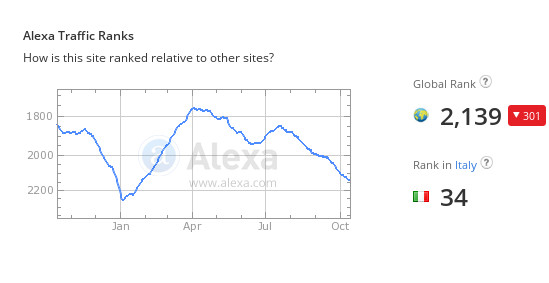 Alexa Traffic Ranks
How is this site ranked relative to other sites?
1800
2000
2200
Jan
Apr
Jul
Oct
Alexa
www.alexa.com
Global Rank ?
2,139 ▼301
Rank in Italy ?
34